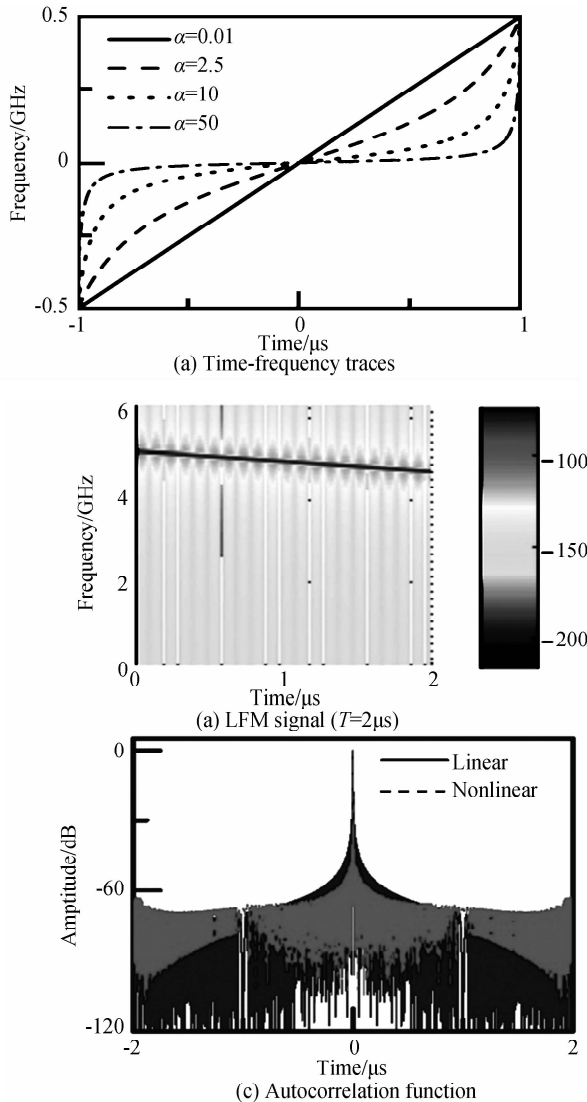 0.5
α=0.01
α=2.5
α=10
α=50
Frequency/GHz
0
-0.5
-1
0
1
Time/μs
(a) Time-frequency traces
6
4
2
0
Frequency/GHz
-100
-150
-200
0
1
2
Time/μs
(a) LFM signal (T=2μs)
0
-60
-120
Amptitude/dB
Linear
Nonlinear
-2
0
2
Time/μs
(c) Autocorrelation function